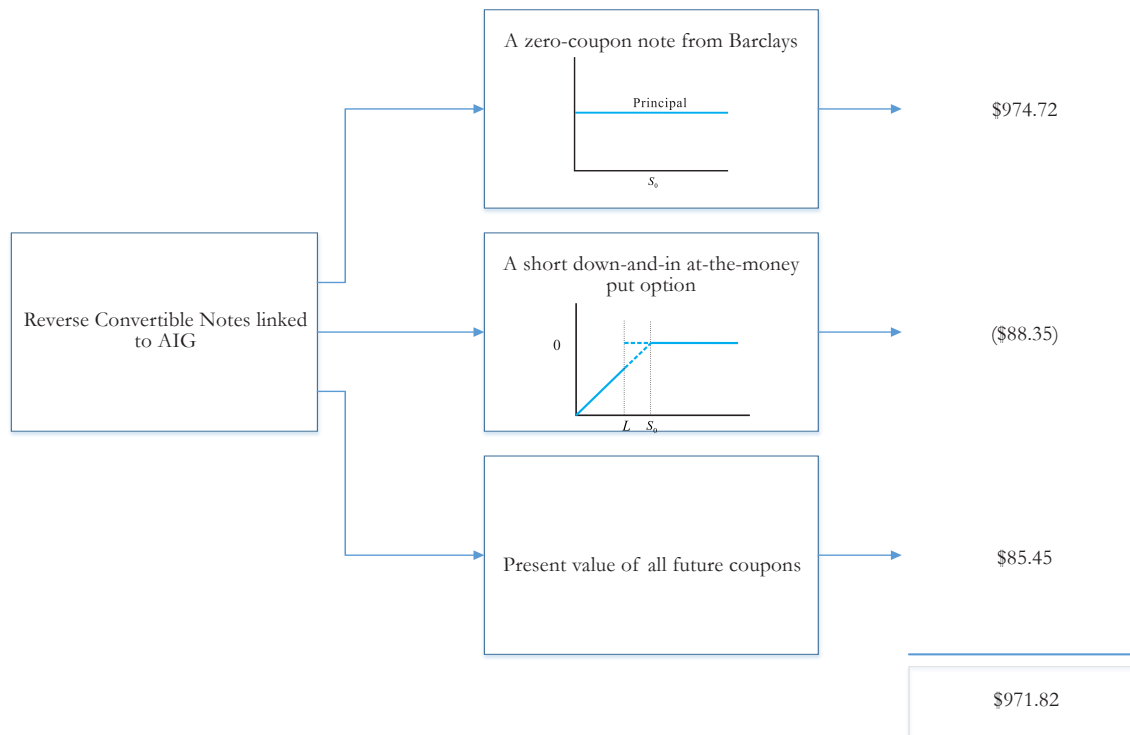 A zero-coupon note from Barclays
Principal
S₀
$974.72
Reverse Convertible Notes linked
to AIG
A short down-and-in at-the-money
put option
0
L S₀
($88.35)
Present value of all future coupons
$85.45
$971.82